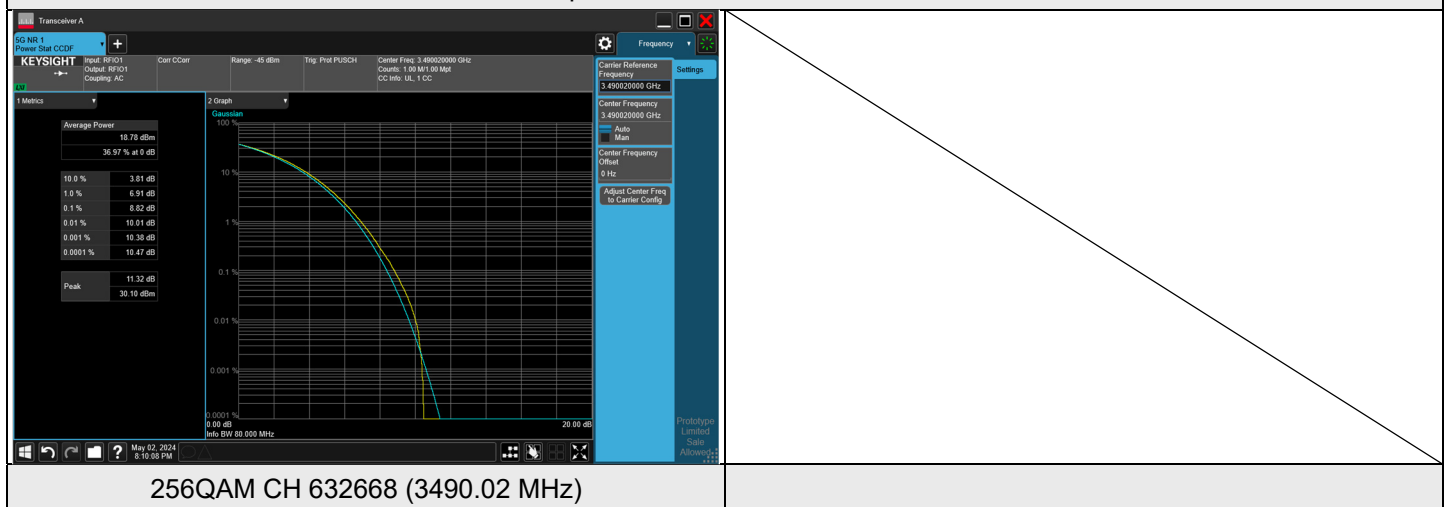 Transceiver A
5G NR 1
Power Stat CCDF
+
Frequency
KEYSIGHT
Input: RFIO1
Output: RFIO1
Coupling: AC
Corr CCorr
Range: -45 dBm
Trig: Prot PUSCH
Center Freq: 3.490020000 GHz
Counts: 1.00 M/1.00 Mpt
CC Info: UL, 1 CC
LXI
Carrier Reference
Frequency
3.490020000 GHz
Settings
Center Frequency
3.490020000 GHz
Auto
Man
Center Frequency
Offset
0 Hz
Adjust Center Freq
to Carrier Config
1 Metrics
Average Power
18.78 dBm
36.97 % at 0 dB
10.0 % 3.81 dB
1.0 % 6.91 dB
0.1 % 8.82 dB
0.01 % 10.01 dB
0.001 % 10.38 dB
0.0001 % 10.47 dB
Peak
11.32 dB
30.10 dBm
2 Graph
Gaussian
100 %
10 %
1 %
0.1 %
0.01 %
0.001 %
0.0001 %
0.00 dB 20.00 dB
Info BW 80.000 MHz
Prototype
Limited
Sale
Allowed
?
May 02, 2024
8:10:08 PM
256QAM CH 632668 (3490.02 MHz)